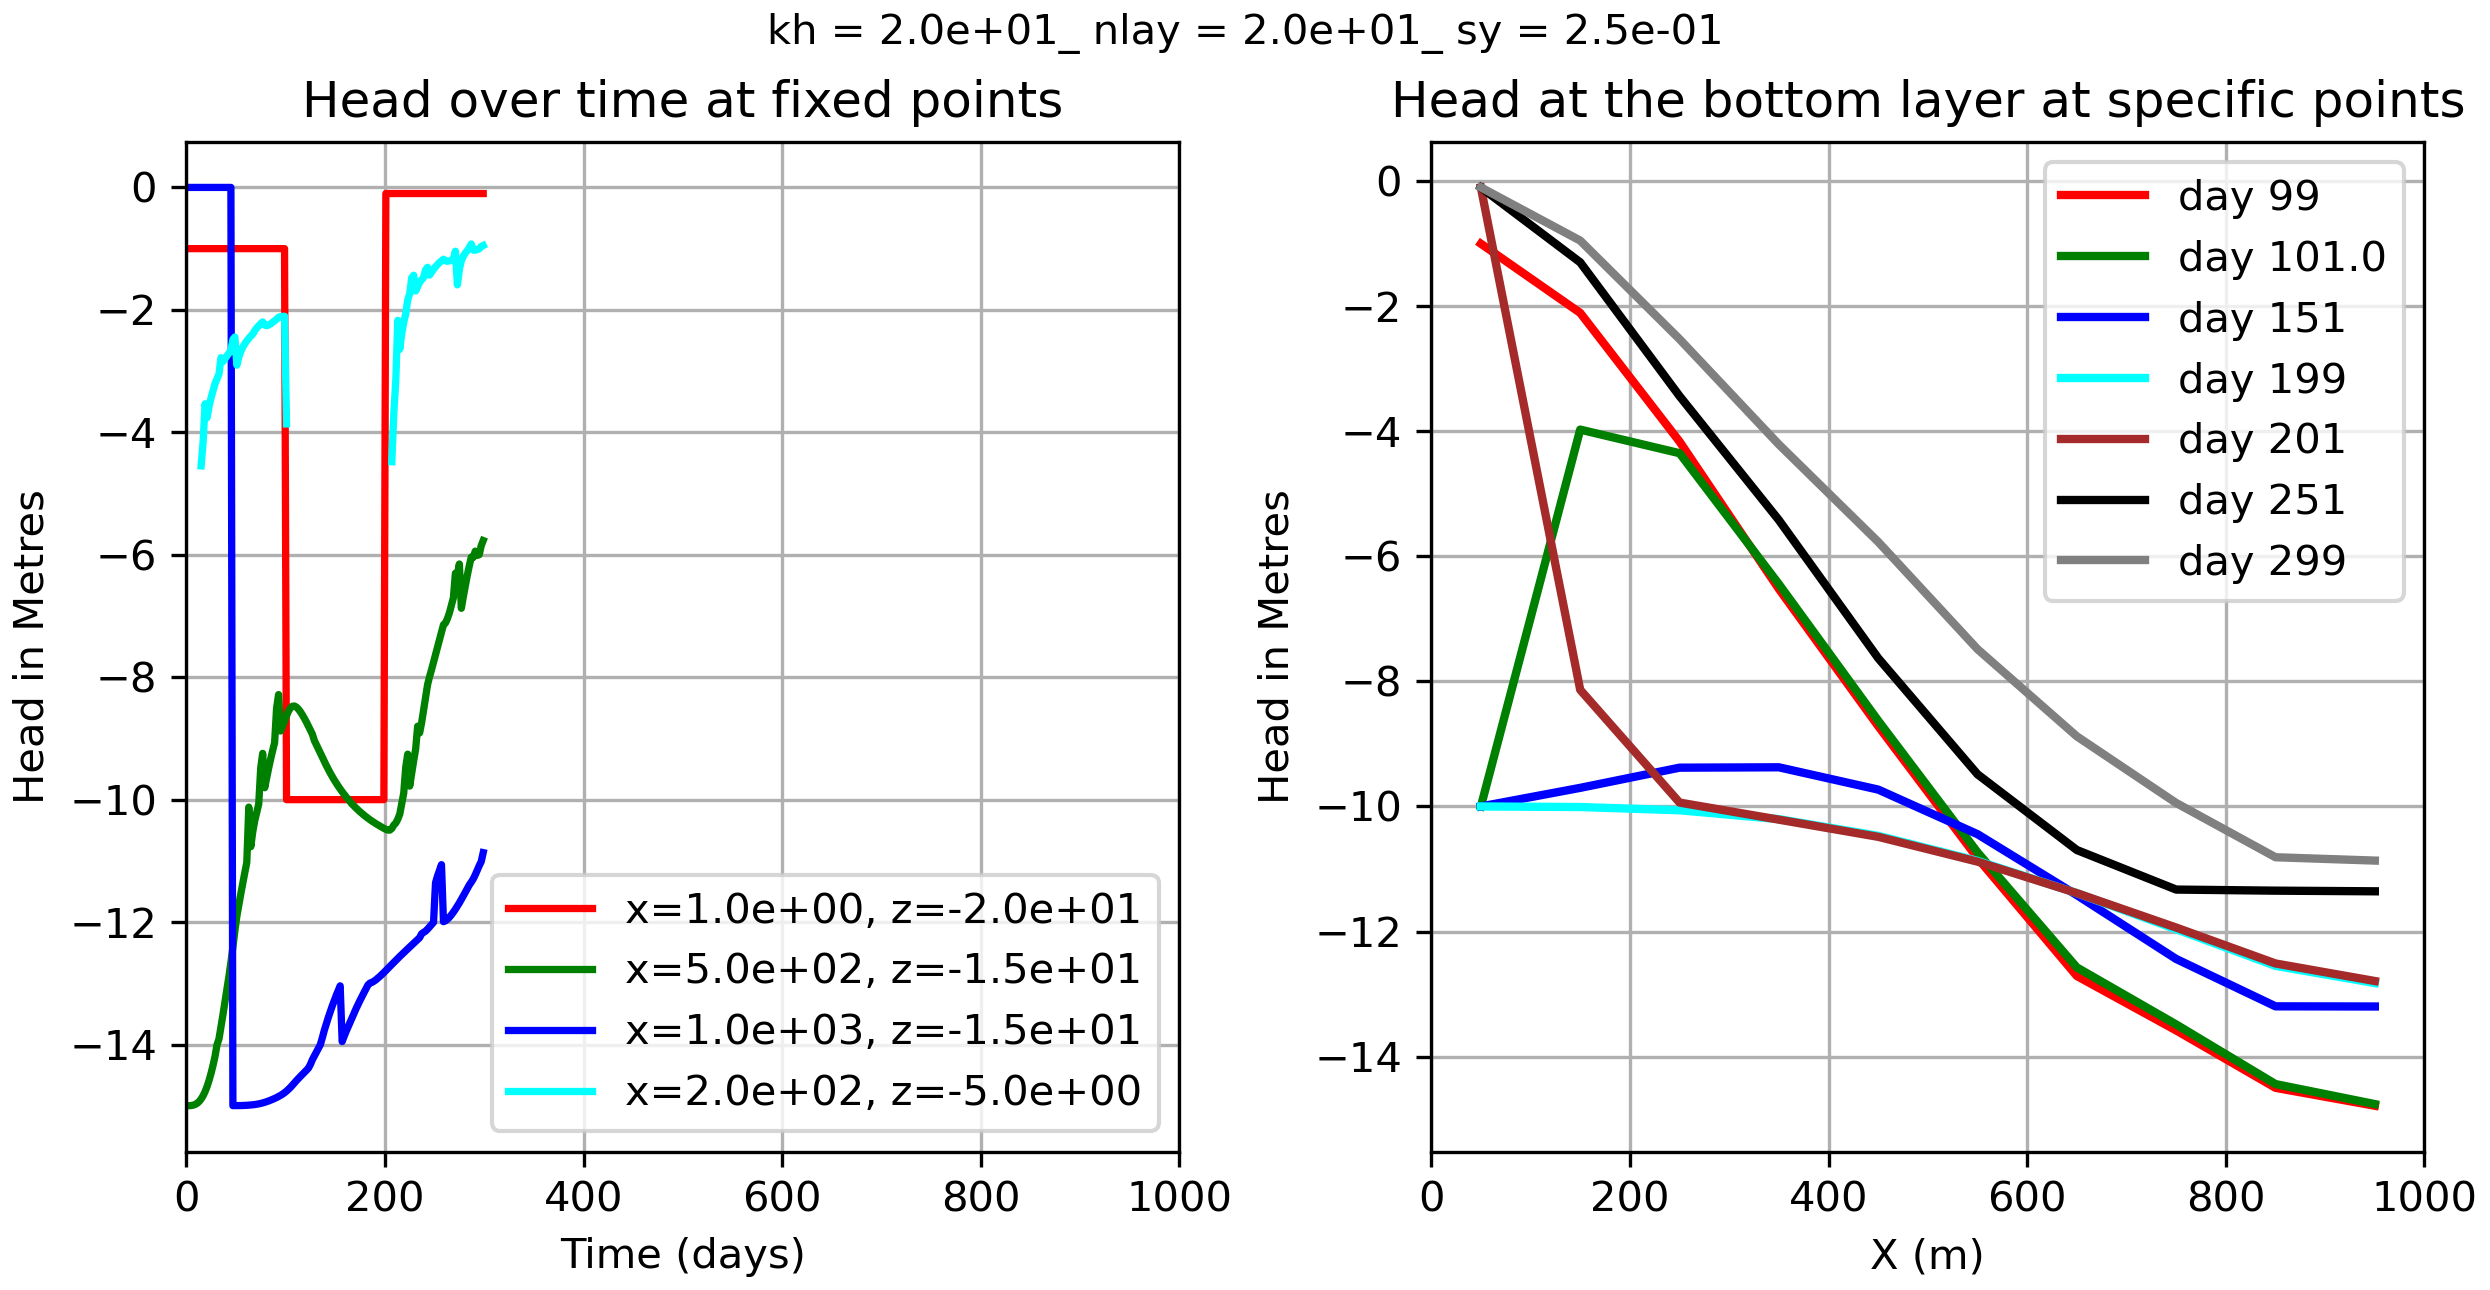 kh = 2.0e+01_ nlay = 2.0e+01_ sy = 2.5e-01
Head over time at fixed points
Head in Metres
0
−2
−4
−6
−8
−10
−12
−14
x=1.0e+00, z=-2.0e+01
x=5.0e+02, z=-1.5e+01
x=1.0e+03, z=-1.5e+01
x=2.0e+02, z=-5.0e+00
0 200 400 600 800 1000
Time (days)
Head at the bottom layer at specific points
Head in Metres
0
−2
−4
−6
−8
−10
−12
−14
day 99
day 101.0
day 151
day 199
day 201
day 251
day 299
0 200 400 600 800 1000
X (m)